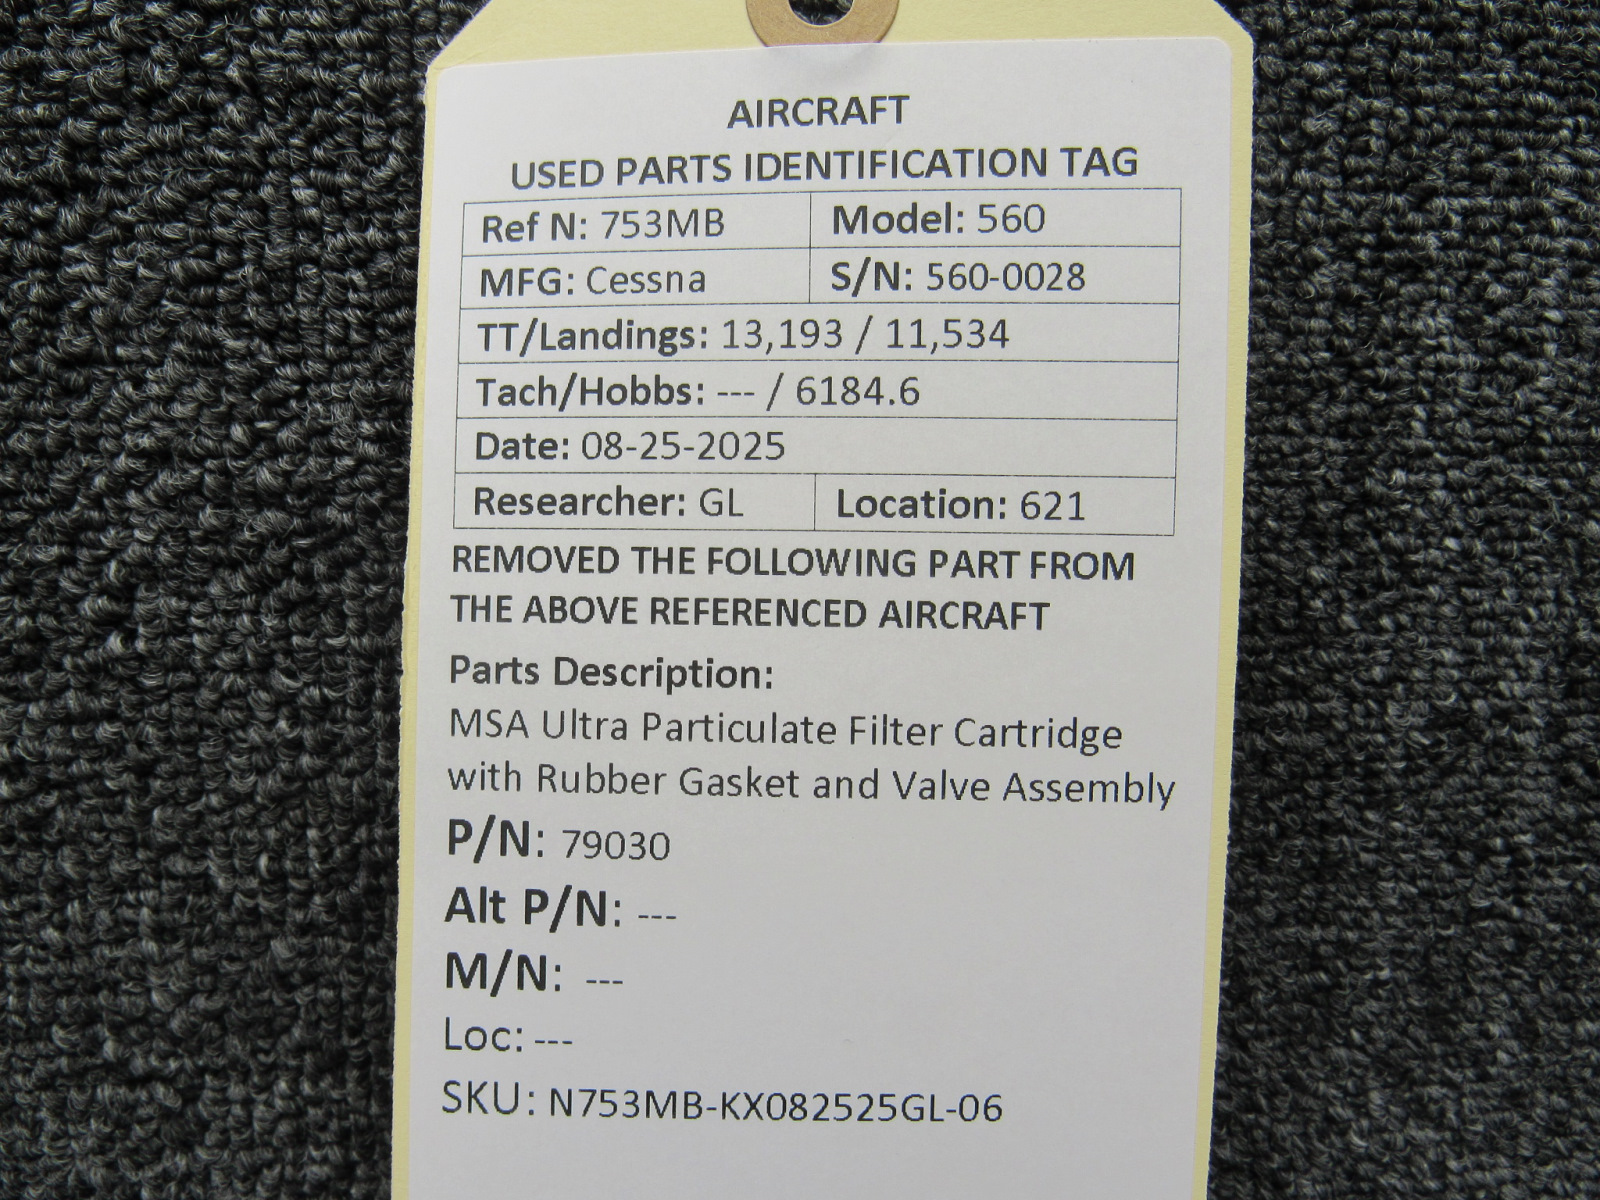 AIRCRAFT
USED PARTS IDENTIFICATION TAG
Ref N: 753MB Model: 560
MFG: Cessna S/N: 560-0028
TT/Landings: 13,193 / 11,534
Tach/Hobbs: --- / 6184.6
Date: 08-25-2025
Researcher: GL Location: 621
REMOVED THE FOLLOWING PART FROM
THE ABOVE REFERENCED AIRCRAFT
Parts Description:
MSA Ultra Particulate Filter Cartridge
with Rubber Gasket and Valve Assembly
P/N: 79030
Alt P/N: ---
M/N: ---
Loc: ---
SKU: N753MB-KX082525GL-06